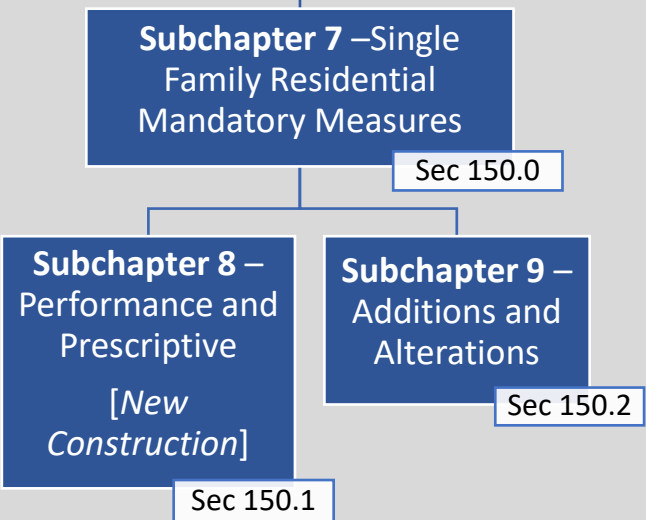 Subchapter 7 –Single
Family Residential
Mandatory Measures
Sec 150.0
Subchapter 8 –
Performance and
Prescriptive
[New
Construction]
Sec 150.1
Subchapter 9 –
Additions and
Alterations
Sec 150.2